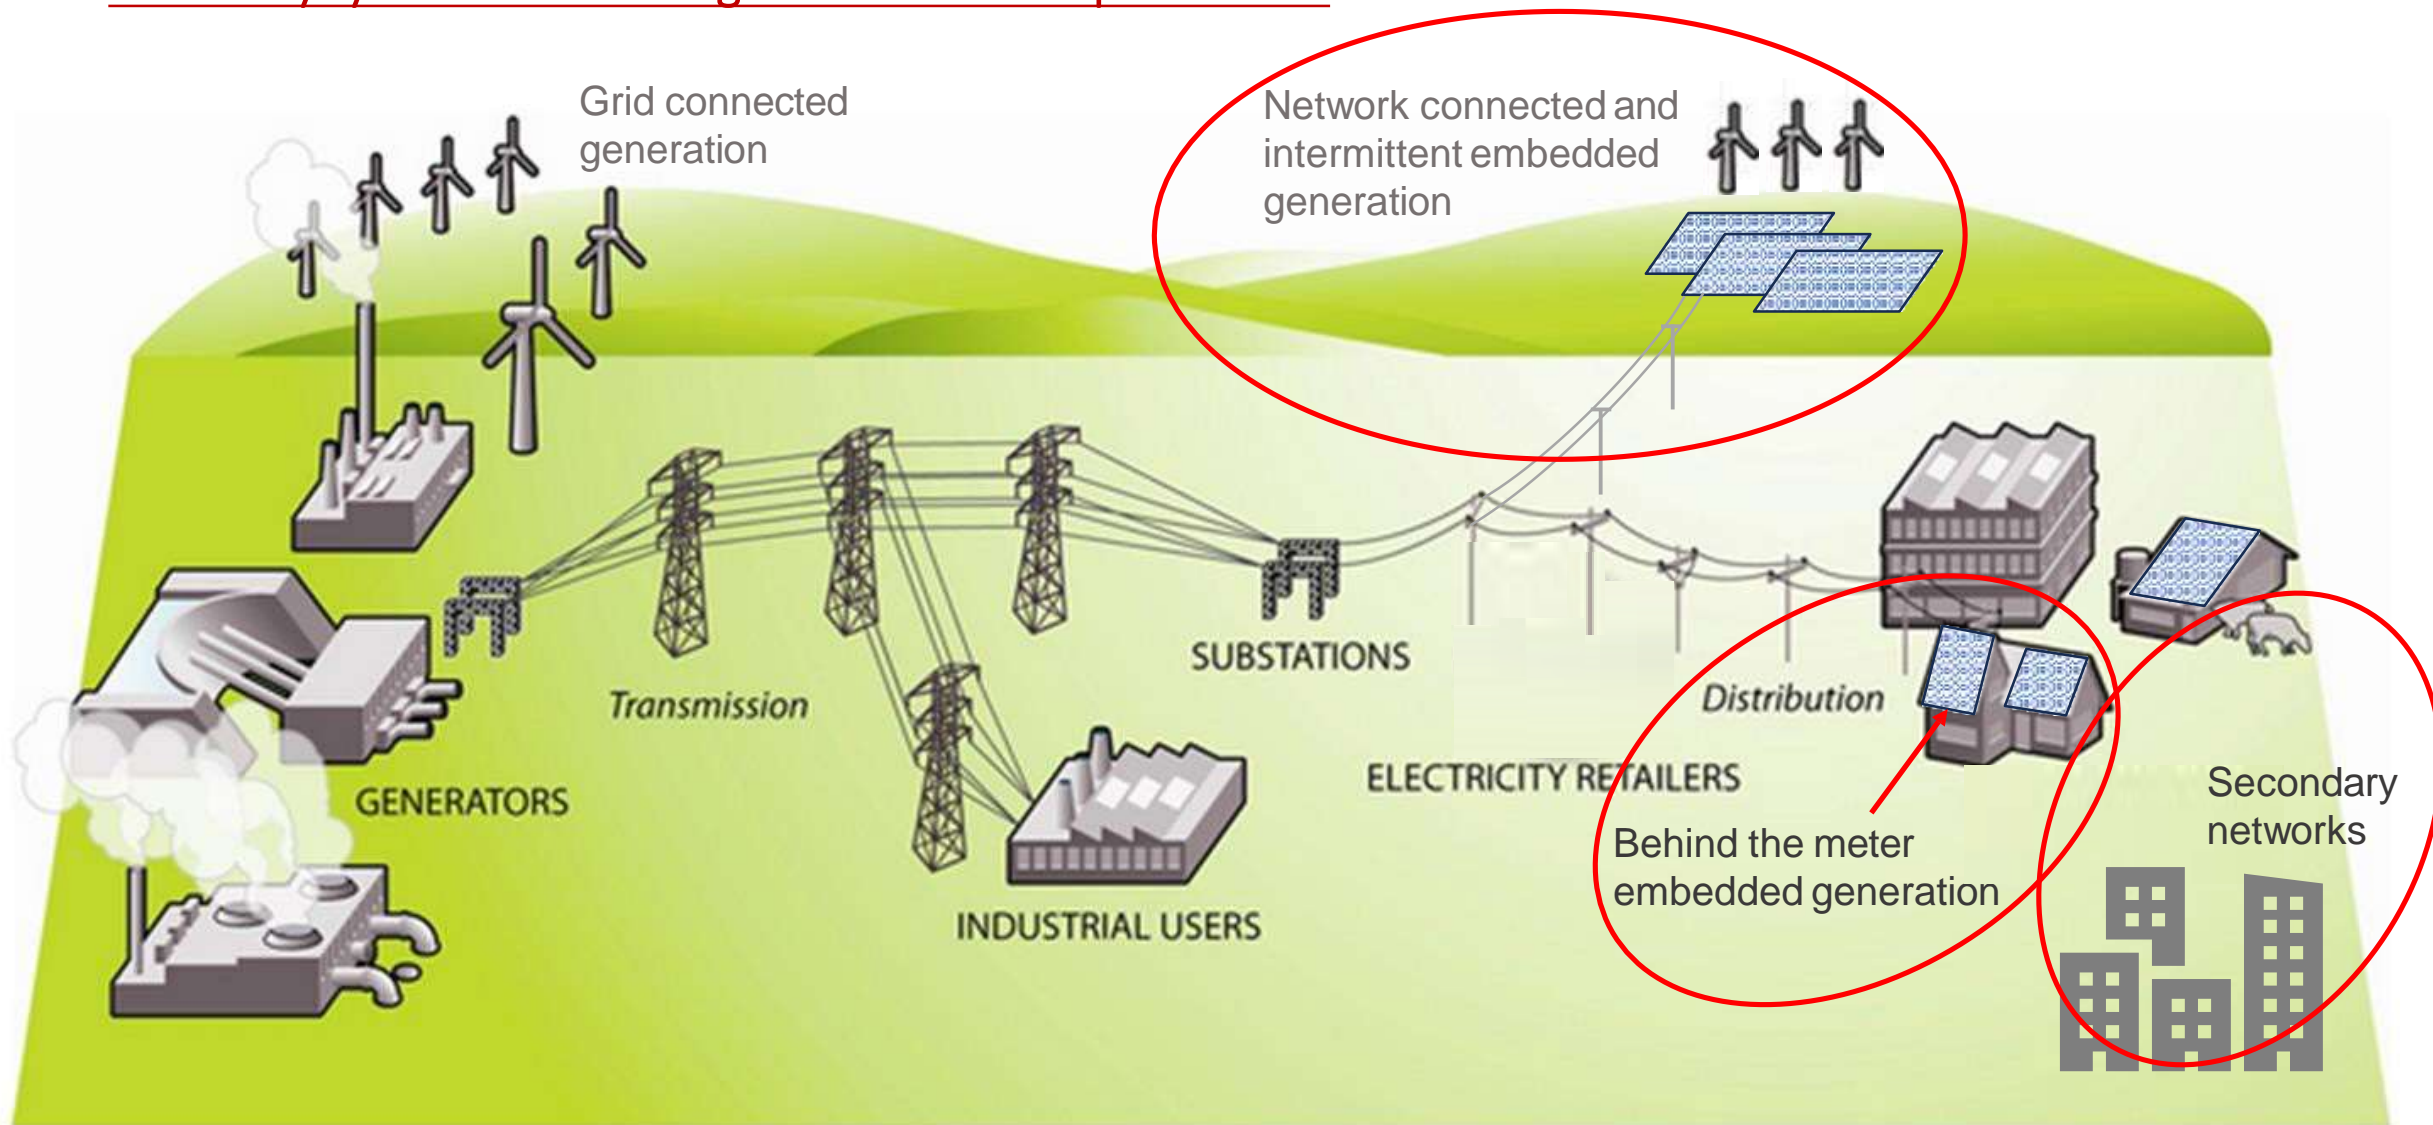 Grid connected
generation
Network connected and
intermittent embedded
generation
SUBSTATIONS
Transmission
Distribution
ELECTRICITY RETAILERS
GENERATORS
Secondary
networks
Behind the meter
embedded generation
INDUSTRIAL USERS